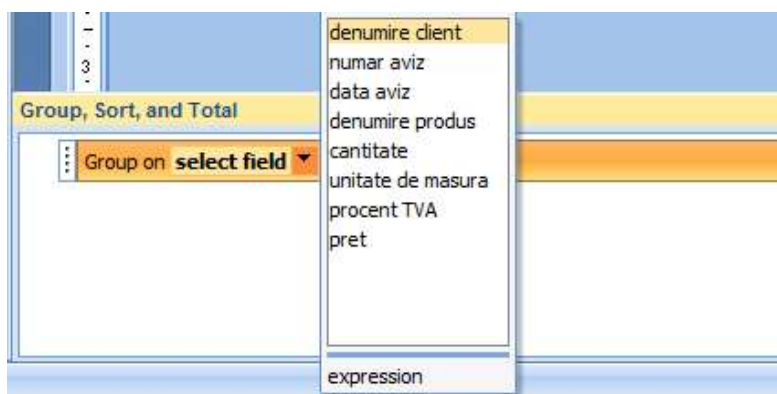 3
denumire client
numar aviz
data aviz
denumire produs
cantitate
unitate de masura
procent TVA
pret
expression
Group, Sort, and Total
Group on select field